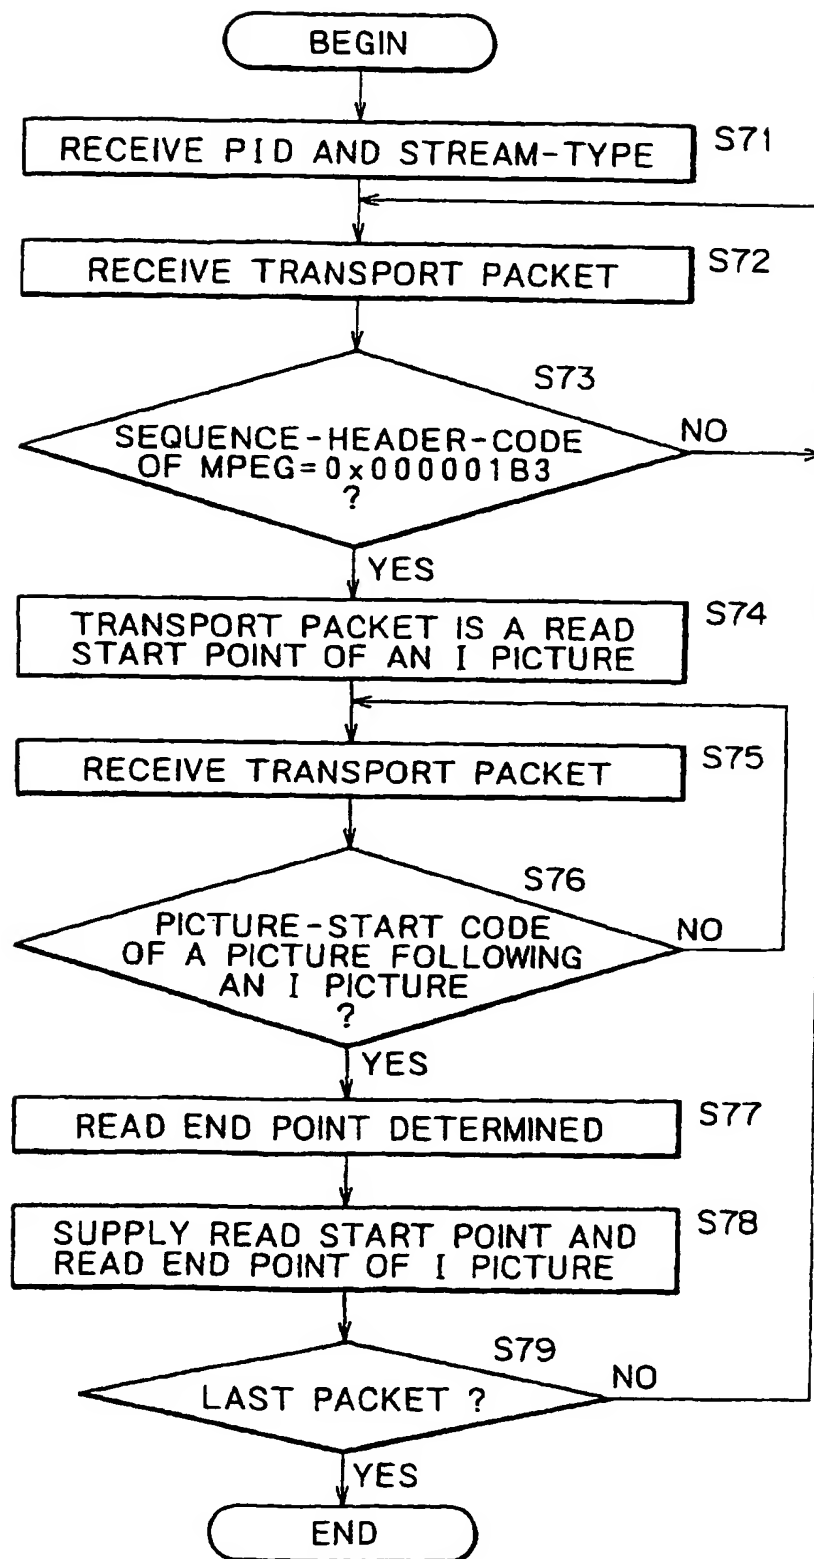 BEGIN
RECEIVE PID AND STREAM-TYPE
S71
RECEIVE TRANSPORT PACKET
S72
S73
SEQUENCE-HEADER-CODE
OF MPEG=0x000001B3
?
NO
YES
TRANSPORT PACKET IS A READ
START POINT OF AN I PICTURE
S74
RECEIVE TRANSPORT PACKET
S75
S76
PICTURE-START CODE
OF A PICTURE FOLLOWING
AN I PICTURE
?
NO
YES
READ END POINT DETERMINED
S77
SUPPLY READ START POINT AND
READ END POINT OF I PICTURE
S78
S79
LAST PACKET ?
NO
YES
END